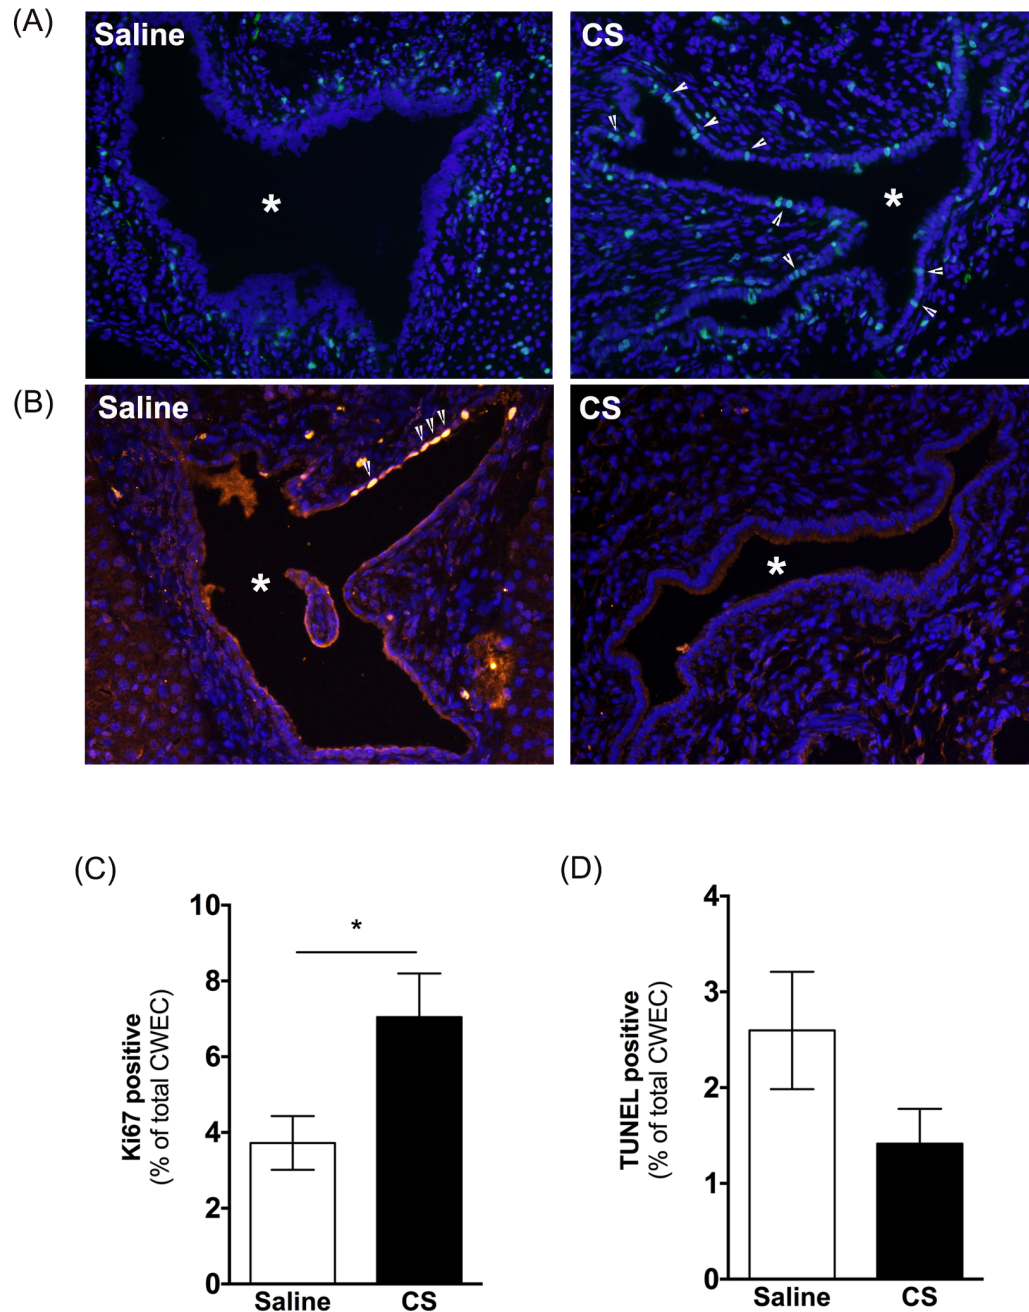 (A)
Saline
CS
*
*
(B)
Saline
CS
*
*
(C)
(D)
10
8
6
4
2
0
Ki67 positive
(% of total CWEC)
*
Saline
CS
4
3
2
1
0
TUNEL positive
(% of total CWEC)
Saline
CS